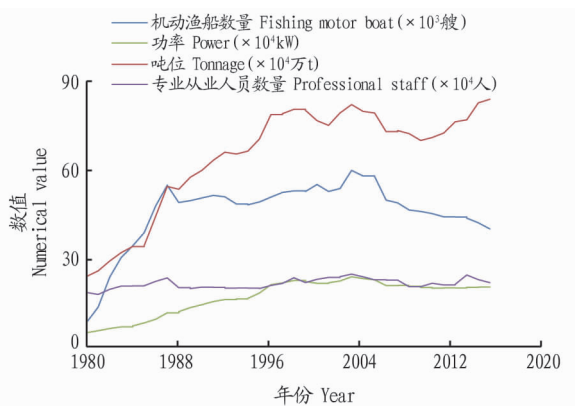 机动渔船数量 Fishing motor boat(×10³艘)
功率 Power(×10⁴kW)
吨位 Tonnage(×10⁴万t)
专业从业人员数量 Professional staff(×10⁴人)
90
60
30
0
数值
Numerical value
1980
1988
1996
2004
2012
2020
年份 Year